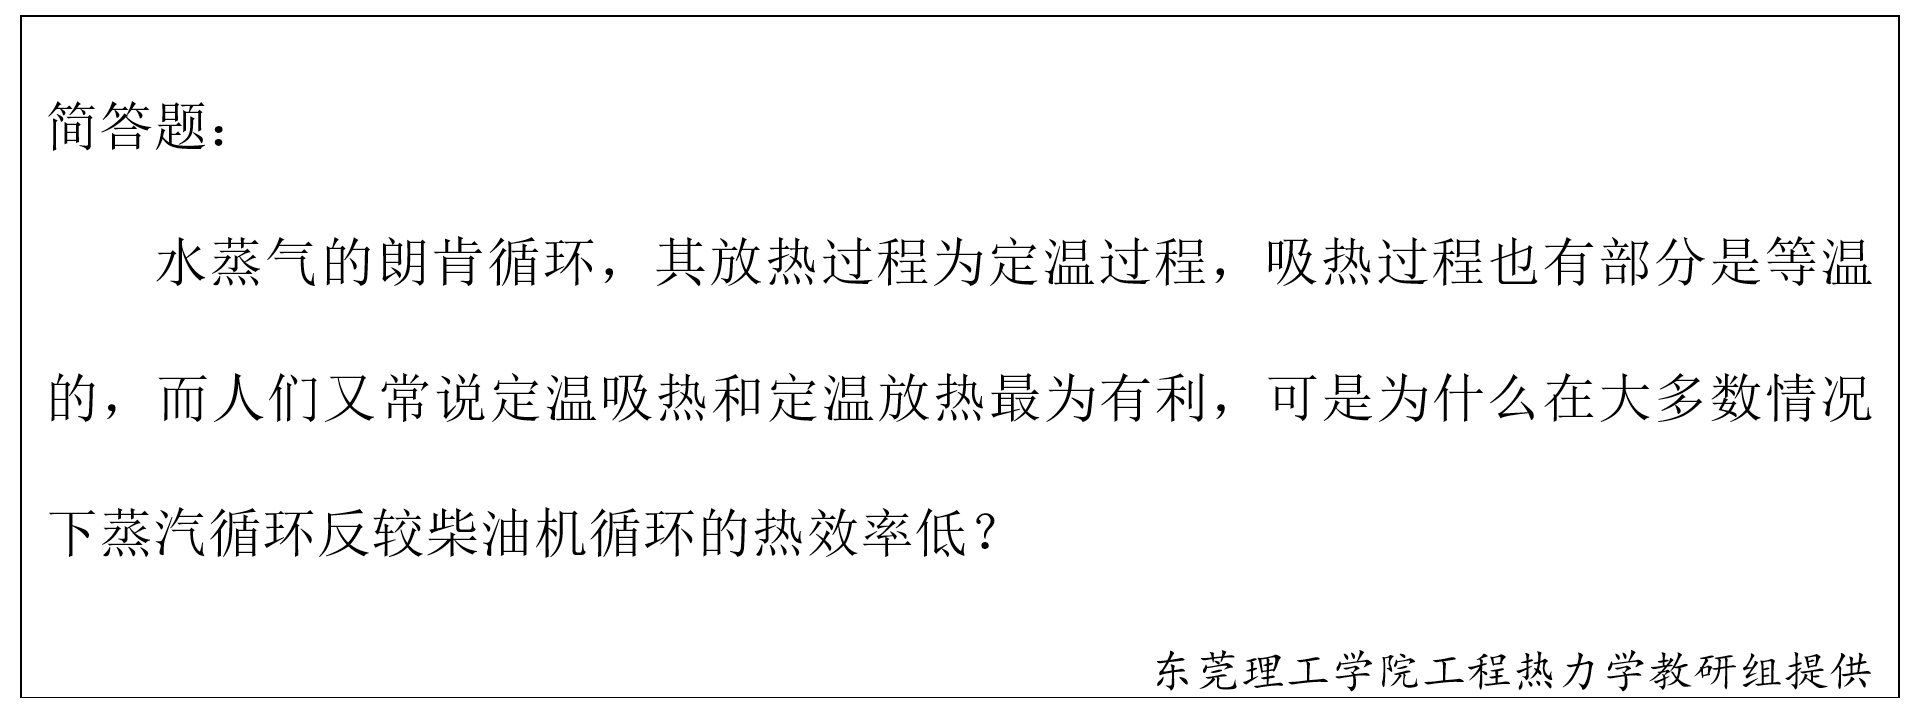 简答题：
水蒸气的朗肯循环，其放热过程为定温过程，吸热过程也有部分是等温
的，而人们又常说定温吸热和定温放热最为有利，可是为什么在大多数情况
下蒸汽循环反较柴油机循环的热效率低？
东莞理工学院工程热力学教研组提供